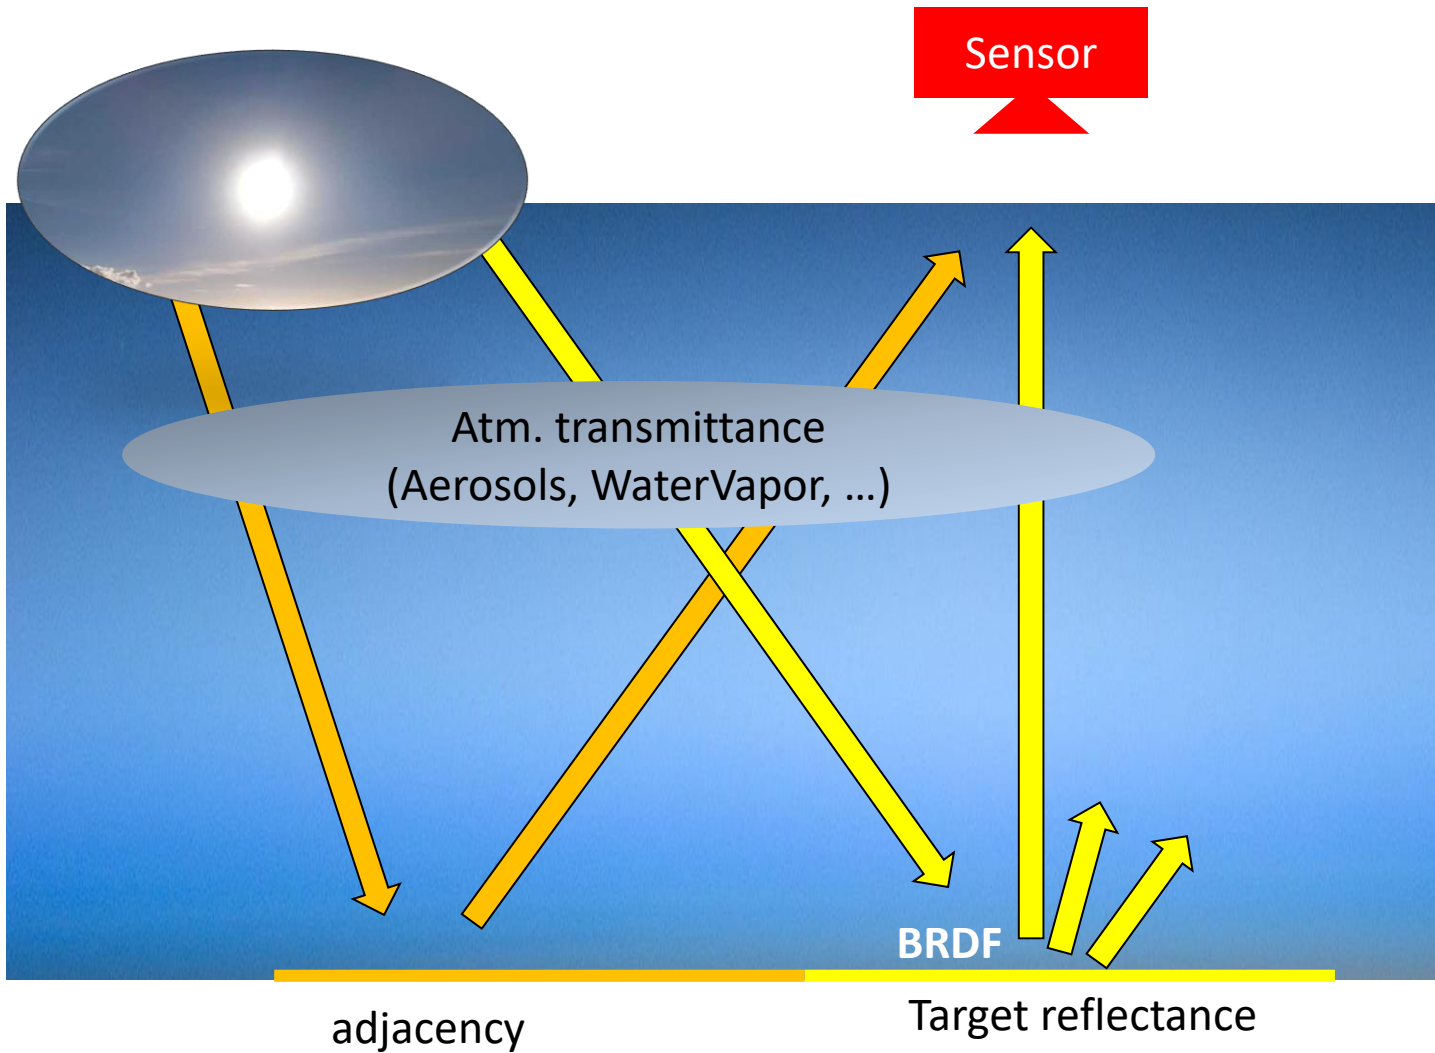 Sensor
Atm. transmittance
(Aerosols, WaterVapor, ...)
BRDF
adjacency
Target reflectance